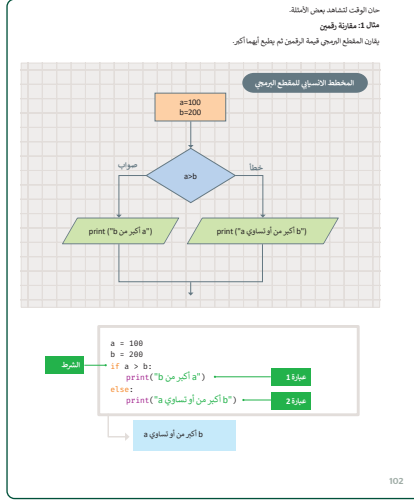 حان الوقت لتشاهد بعض الأمثلة.
مثال 1: مقارنة رقمين
يقارن المقطع البرمجي قيمة الرقمين ثم يطبع أيهما أكبر.
المخطط الانسيابي للمقطع البرمجي
a=100
b=200
صواب
خطأ
a>b
print ("b أكبر من a")
print ("a أكبر من أو تساوي b")
a = 100
b = 200
الشرط
if a > b:
print("b أكبر من a")
عبارة 1
else:
print("a أكبر من أو تساوي b")
عبارة 2
b أكبر من أو تساوي a
102